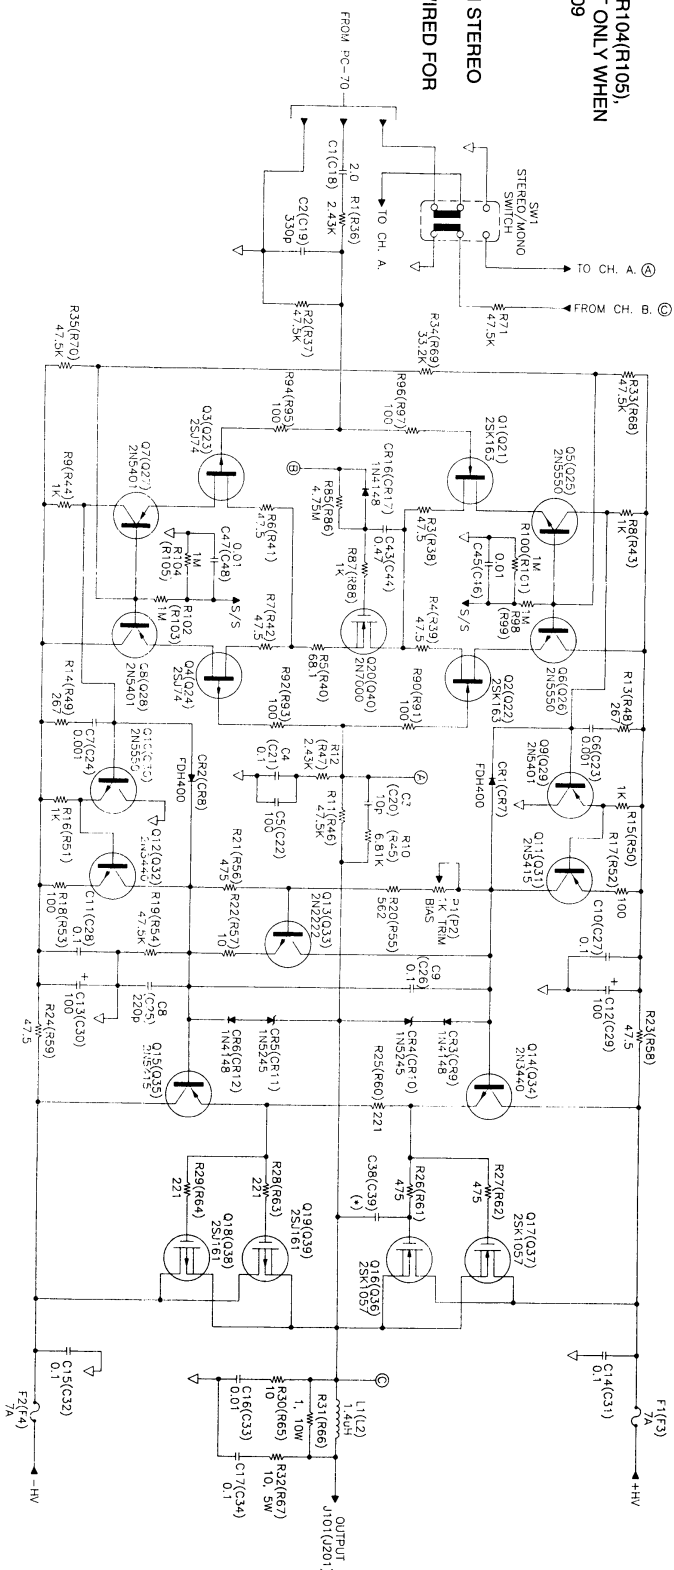 R104(R105),
T ONLY WHEN
09
N STEREO
WIRED FOR
FROM PC-70
SW1
STEREO/MONO
SWITCH
TO CH. A. Ⓐ
FROM CH. B. Ⓒ
TO CH. A.
R71
47.5K
2.0
C1(C18)
R1(R36)
2.43K
C2(C19)
330p
R2(R37)
47.5K
R33(R68)
47.5K
R34(R69)
33.2K
R35(R70)
47.5K
R96(R97)
100
R94(R95)
100
Q1(Q21)
2SK163
Q3(Q23)
2SJ74
Q5(Q25)
2N5550
Q7(Q27)
2N5401
R8(R43)
1K
R9(R44)
1K
CR16(CR17)
1N4148
Ⓑ
R85(R86)
4.75M
C43(C44)
0.47
R87(R88)
1K
R3(R38)
47.5
R6(R41)
47.5
R100(R101)
1M
C45(C46)
0.01
S/S
R98
(R99)
1M
C47(C48)
0.01
R104
(R105)
1M
S/S
R102
(R103)
1M
R4(R39)
47.5
R7(R42)
47.5
R5(R40)
68.1
Q20(Q40)
2N7000
Q6(Q26)
2N5550
Q8(Q28)
2N5401
Q2(Q22)
2SK163
Q4(Q24)
2SJ74
R90(R91)
100
R92(R93)
100
R13(R48)
267
R14(R49)
267
C6(C23)
0.001
C7(C24)
0.001
C4
(C21)
0.1
R12
(R47)
2.43K
C5(C22)
100
R11(R46)
47.5K
Ⓐ
(C20)
10p
R10
(R45)
6.81K
Q9(Q29)
2N5401
2N5550
CR1(CR7)
FDH400
CR2(CR8)
FDH400
R15(R50)
1K
R16(R51)
1K
Q11(Q31)
2N5415
Q12(Q32)
2N3440
R17(R52)
100
R18(R53)
100
P1(P2)
1K TRIM
BIAS
R20(R55)
562
R21(R56)
475
R22(R57)
10
Q13(Q33)
2N2222
R19(R54)
47.5K
C10(C27)
0.1
C11(C28)
0.1
C12(C29)
100
C13(C30)
100
C9
(C26)
0.1
C8
(C25)
220p
R23(R58)
47.5
R24(R59)
47.5
CR3(CR9)
1N4148
CR4(CR10)
1N5245
CR5(CR11)
1N5245
CR6(CR12)
1N4148
Q14(Q34)
2N3440
Q15(Q35)
2N5415
R25(R60)
221
R26(R61)
475
R27(R62)
475
R28(R63)
221
R29(R64)
221
C38(C39)
(*)
Q16(Q36)
2SK1057
Q17(Q37)
2SK1057
Q18(Q38)
2SJ161
Q19(Q39)
2SJ161
C14(C31)
0.1
C15(C32)
0.1
F1(F3)
7A
F2(F4)
7A
+HV
-HV
Ⓒ
L1(L2)
1.4uH
R31(R66)
1, 10W
R30(R65)
10
C16(C33)
0.01
R32(R67)
10, 5W
C17(C34)
0.1
OUTPUT
J101(J201)